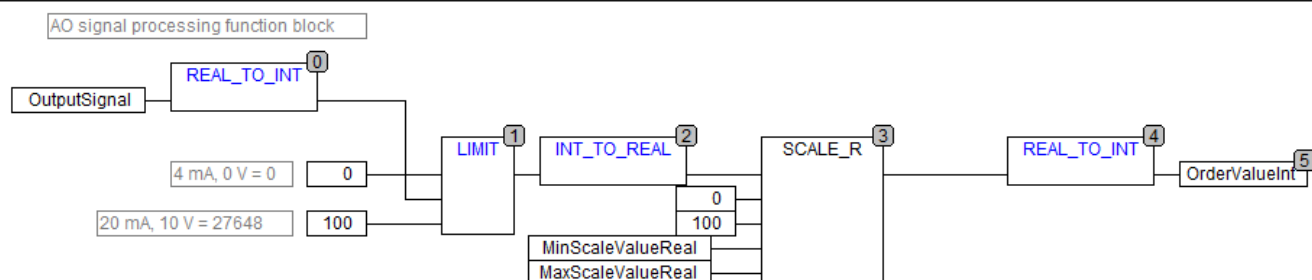 AO signal processing function block
0
REAL_TO_INT
OutputSignal
1
2
3
4
LIMIT
INT_TO_REAL
SCALE_R
REAL_TO_INT
5
4 mA, 0 V = 0
0
OrderValueInt
0
20 mA, 10 V = 27648
100
100
MinScaleValueReal
MaxScaleValueReal